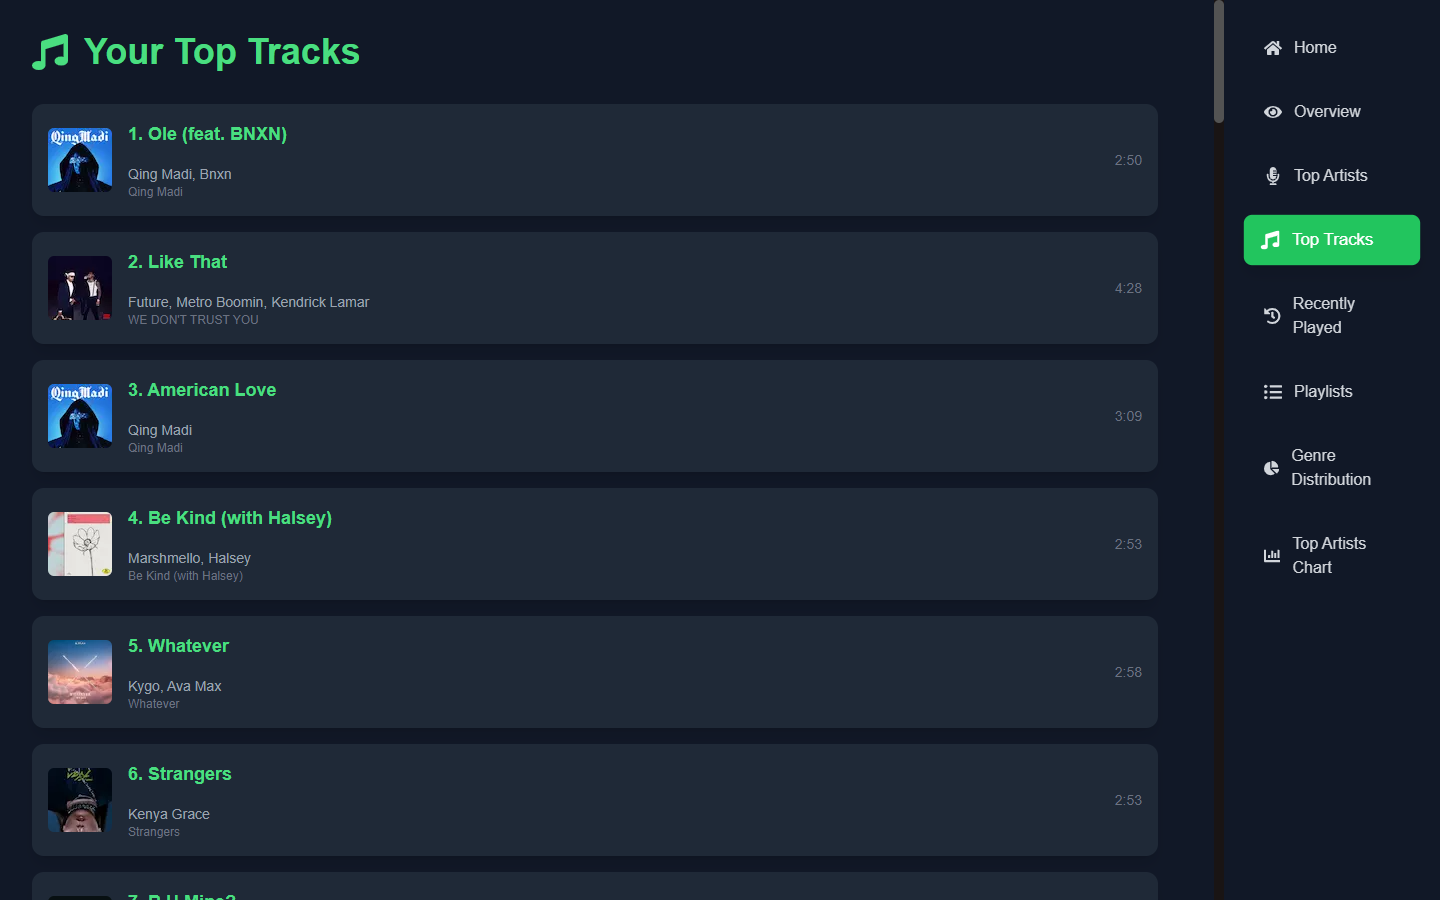 Your Top Tracks
1. Ole (feat. BNXN)
Qing Madi, Bnxn
Qing Madi
2:50
2. Like That
Future, Metro Boomin, Kendrick Lamar
WE DON'T TRUST YOU
4:28
3. American Love
Qing Madi
Qing Madi
3:09
4. Be Kind (with Halsey)
Marshmello, Halsey
Be Kind (with Halsey)
2:53
5. Whatever
Kygo, Ava Max
Whatever
2:58
6. Strangers
Kenya Grace
Strangers
2:53
7. R U Mine?
QingMadi
QingMadi
Home
Overview
Top Artists
Top Tracks
Recently
Played
Playlists
Genre
Distribution
Top Artists
Chart